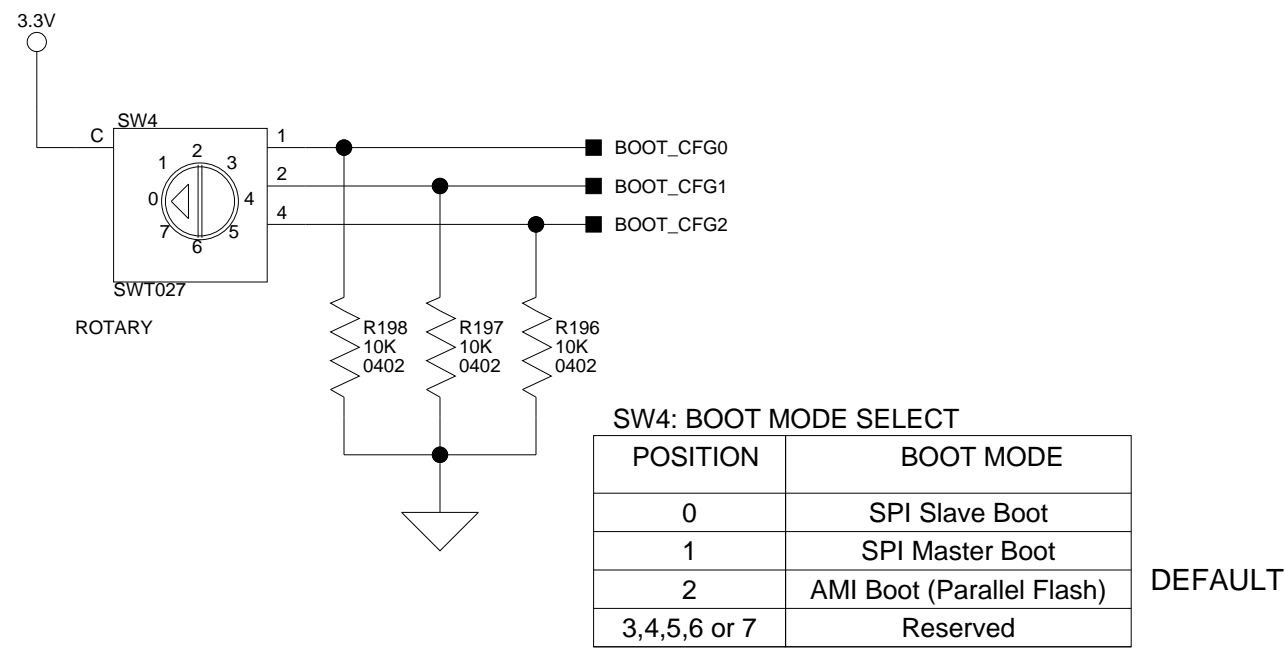 3.3V
SW4
C
1
2
4
0
1
2
3
4
5
6
7
SWT027
ROTARY
BOOT_CFG0
BOOT_CFG1
BOOT_CFG2
R198
10K
0402
R197
10K
0402
R196
10K
0402
SW4: BOOT MODE SELECT
POSITION BOOT MODE
0 SPI Slave Boot
1 SPI Master Boot
2 AMI Boot (Parallel Flash) DEFAULT
3,4,5,6 or 7 Reserved